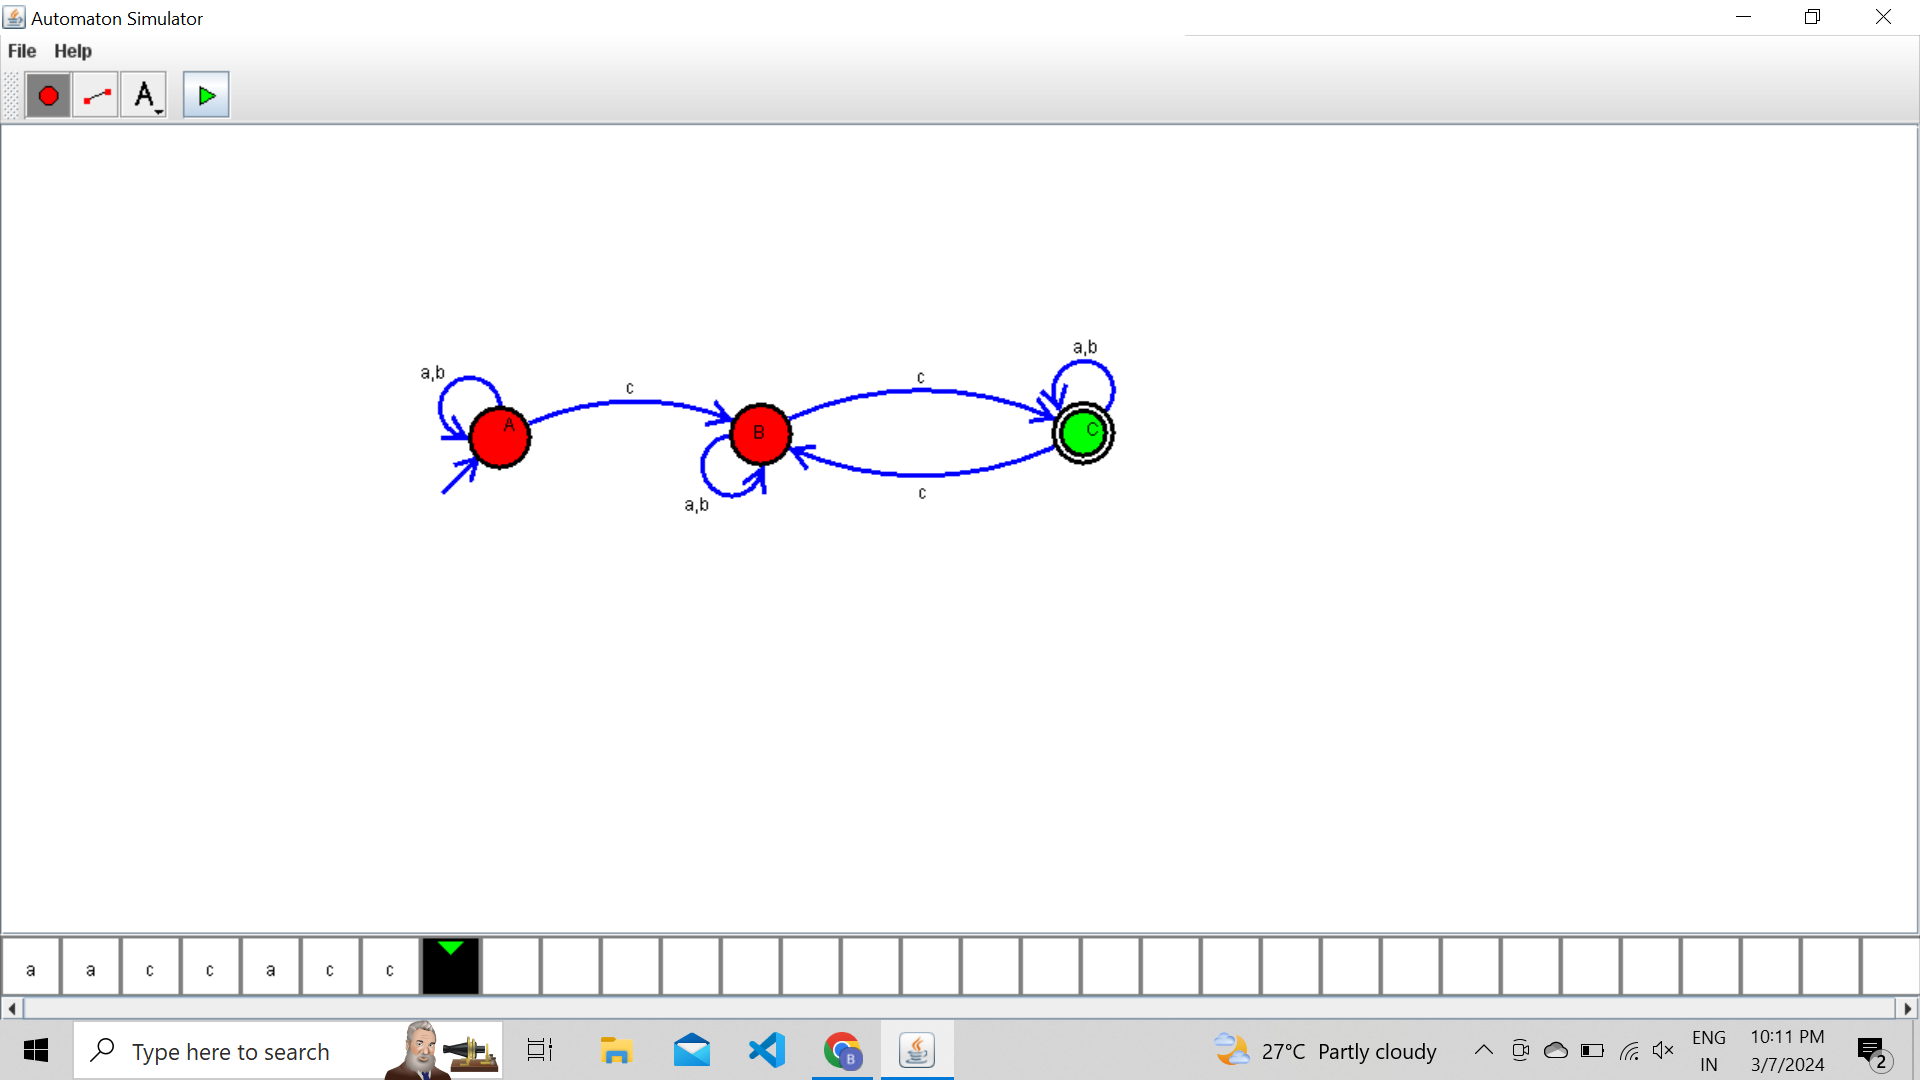 Automaton Simulator
File Help
A
a,b
a,b
c
c
A
B
C
a,b
c
a a c c a c c
Type here to search
B
27°C Partly cloudy
ENG
IN
10:11 PM
3/7/2024
2